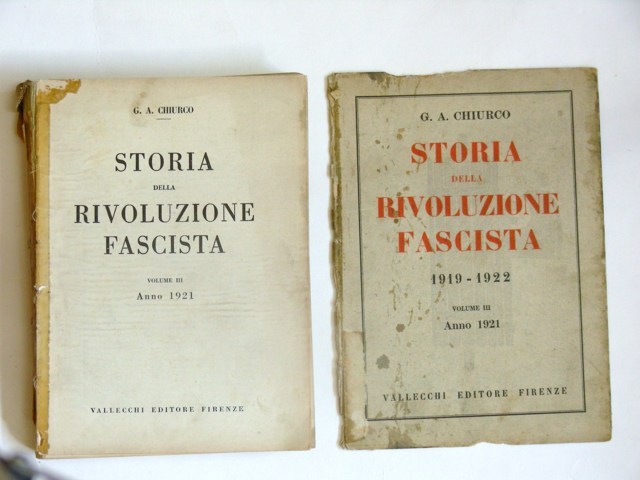 G. A. CHIURCO
STORIA
DELLA
RIVOLUZIONE
FASCISTA
VOLUME III
Anno 1921
VALLECCHI EDITORE FIRENZE
G. A. CHIURCO
STORIA
DELLA
RIVOLUZIONE
FASCISTA
1919-1922
VOLUME III
Anno 1921
VALLECCHI EDITORE FIRENZE